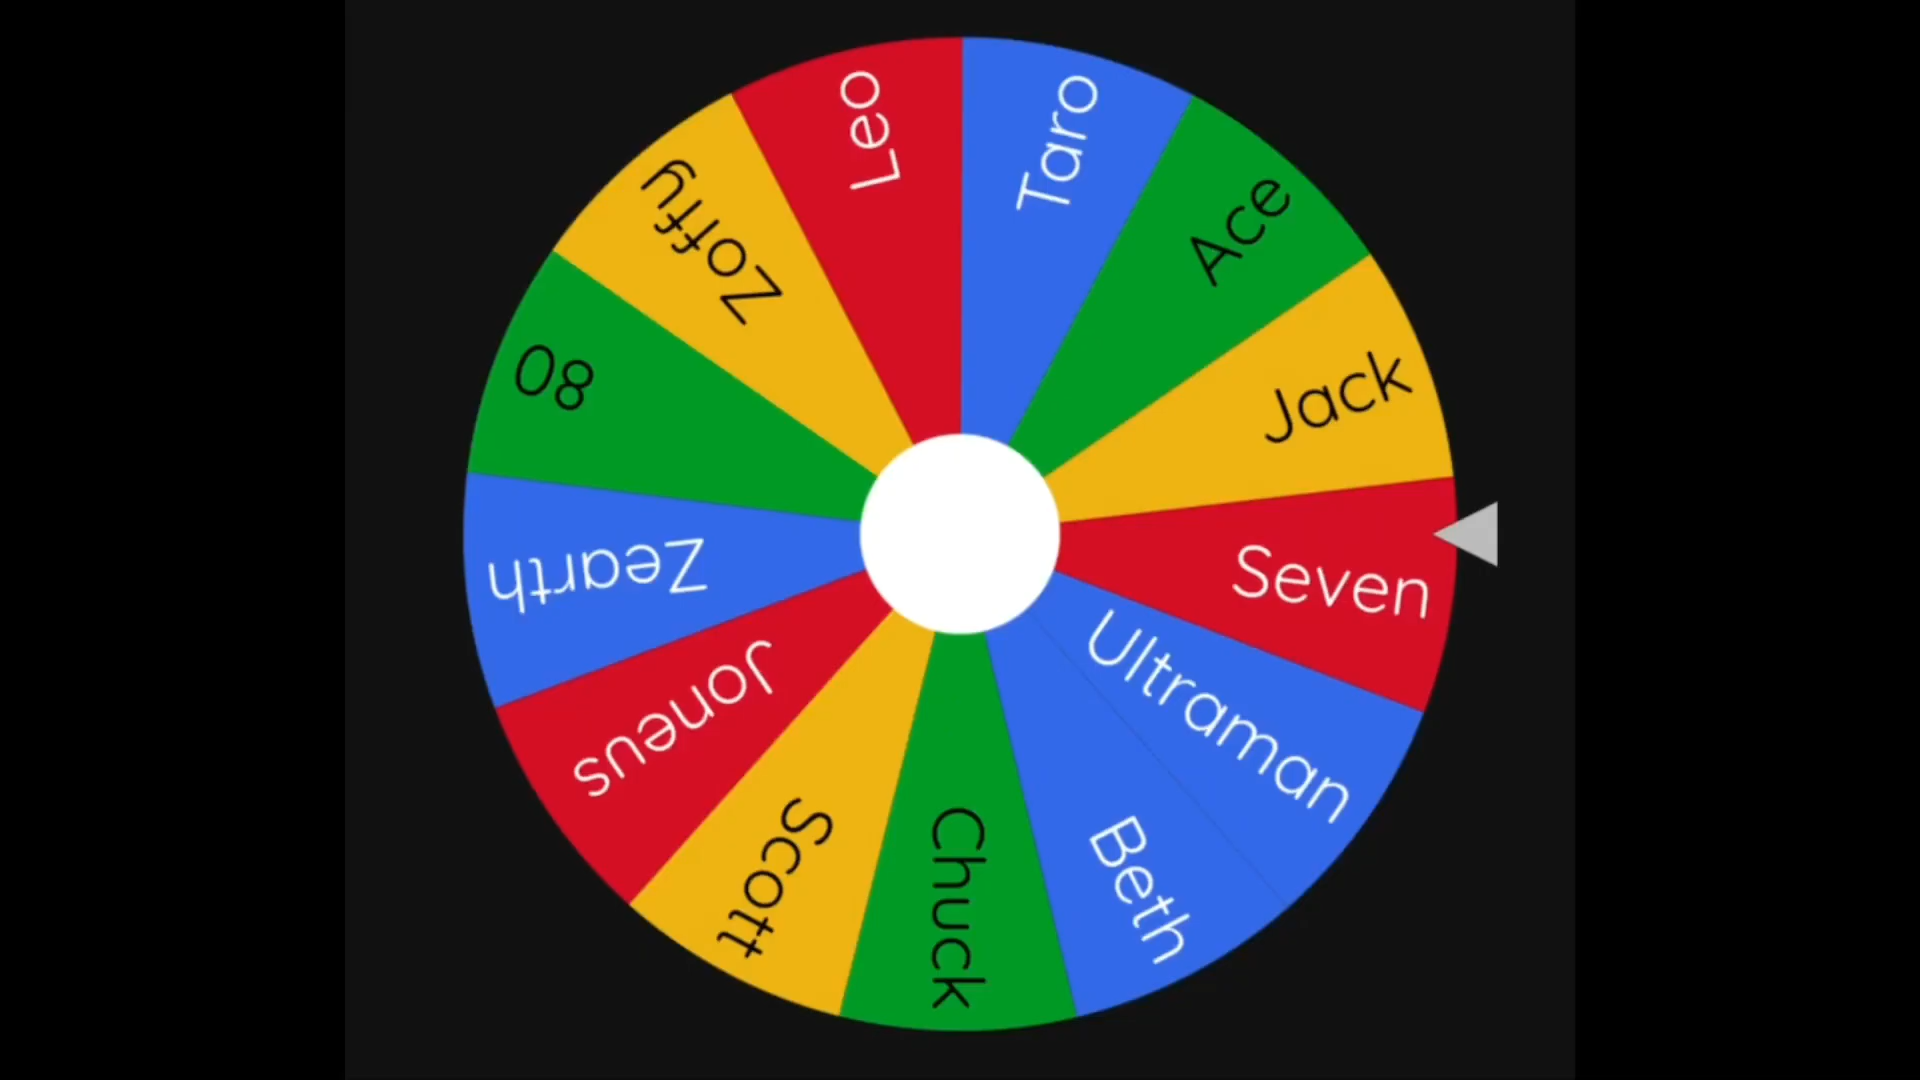 Leo
Taro
Ace
Jack
Seven
Ultraman
Beth
Chuck
Scott
Joneus
Zearth
80
Zoffy